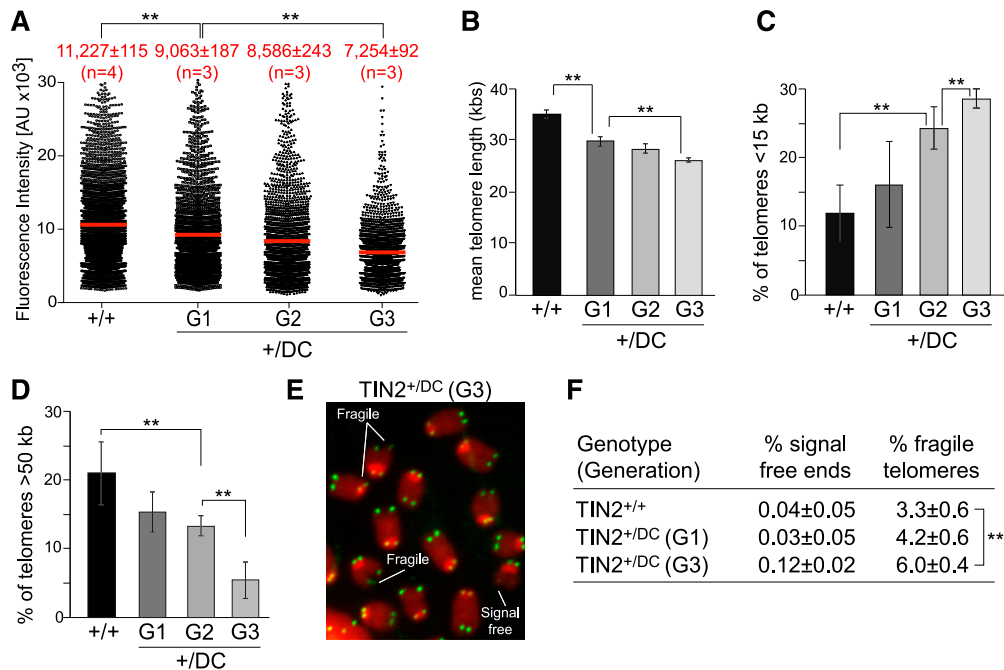 A
**
**
11,227±115 9,063±187 8,586±243 7,254±92
(n=4) (n=3) (n=3) (n=3)
Fluorescence Intensity [AU x10³]
50
40
30
20
10
0
+/+ G1 G2 G3
+/DC
B
mean telomere length (kbs)
40
30
20
10
0
**
**
+/+ G1 G2 G3
+/DC
C
% of telomeres <15 kb
30
20
10
0
**
**
+/+ G1 G2 G3
+/DC
D
% of telomeres >50 kb
30
20
15
10
0
**
**
+/+ G1 G2 G3
+/DC
E
TIN2+/DC (G3)
Fragile
Fragile
Signal
free
F
Genotype % signal % fragile
(Generation) free ends telomeres
TIN2+/+ 0.04±0.05 3.3±0.6
TIN2+/DC (G1) 0.03±0.05 4.2±0.6
TIN2+/DC (G3) 0.12±0.02 6.0±0.4
**